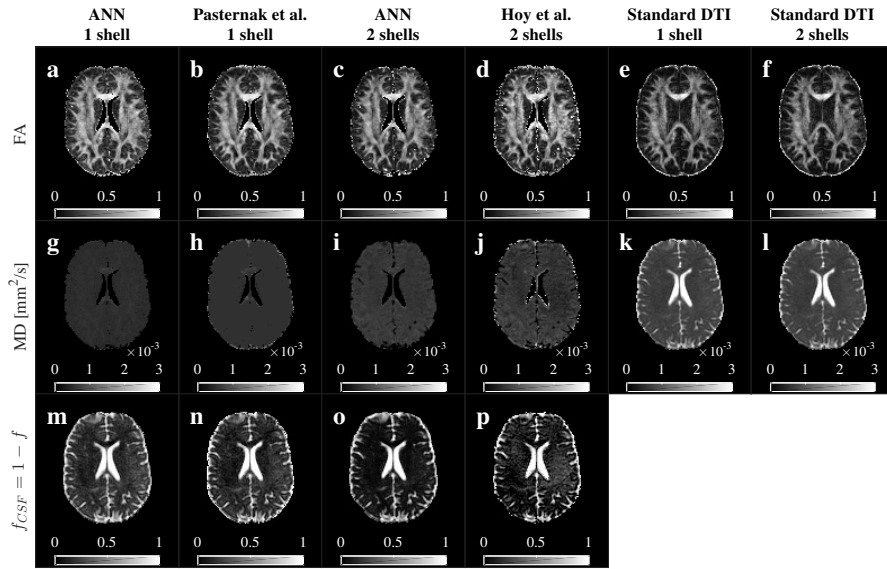 ANN Pasternak et al. ANN Hoy et al. Standard DTI Standard DTI
1 shell 1 shell 2 shells 2 shells 1 shell 2 shells
FA
a b c d e f
0 0.5 1 0 0.5 1 0 0.5 1 0 0.5 1 0 0.5 1 0 0.5 1
MD [mm²/s]
g h i j k l
×10⁻³ ×10⁻³ ×10⁻³ ×10⁻³ ×10⁻³ ×10⁻³
0 1 2 3 0 1 2 3 0 1 2 3 0 1 2 3 0 1 2 3 0 1 2 3
f_CSF = 1 − f
m n o p
0 0.5 1 0 0.5 1 0 0.5 1 0 0.5 1